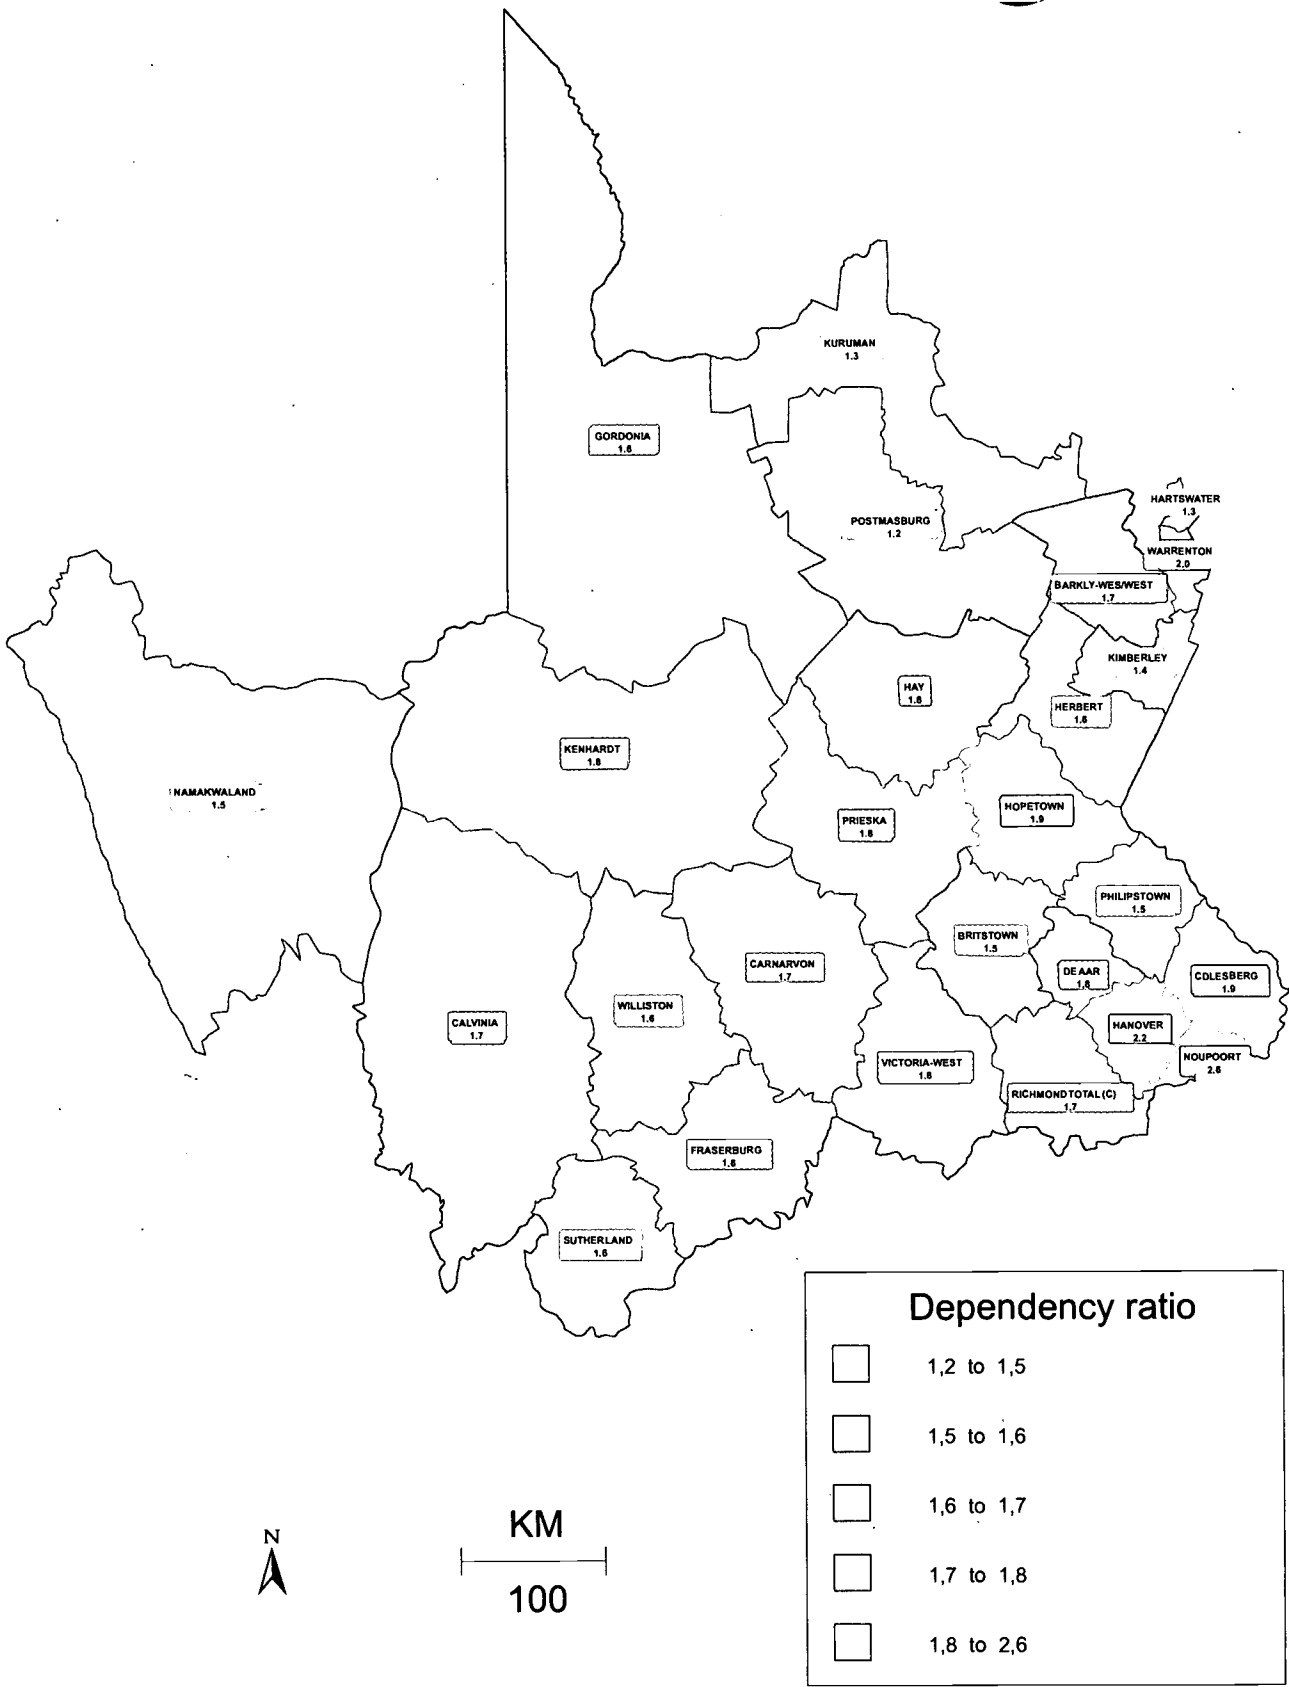 KURUMAN
1.3
GORDONIA
1.6
HARTSWATER
1.3
POSTMASBURG
1.2
WARRENTON
2.0
BARKLY-WES/WEST
1.7
KIMBERLEY
1.4
HAY
1.6
HERBERT
1.6
KENHARDT
1.8
NAMAKWALAND
1.5
HOPETOWN
1.9
PRIESKA
1.8
PHILIPSTOWN
1.5
BRITSTOWN
1.5
CARNARVON
1.7
DE AAR
1.8
COLESBERG
1.9
WILLISTON
1.6
CALVINIA
1.7
HANOVER
2.2
NOUPOORT
2.6
VICTORIA-WEST
1.8
RICHMOND TOTAL (C)
1.7
FRASERBURG
1.6
SUTHERLAND
1.6
Dependency ratio
1,2 to 1,5
1,5 to 1,6
1,6 to 1,7
1,7 to 1,8
1,8 to 2,6
N
KM
100